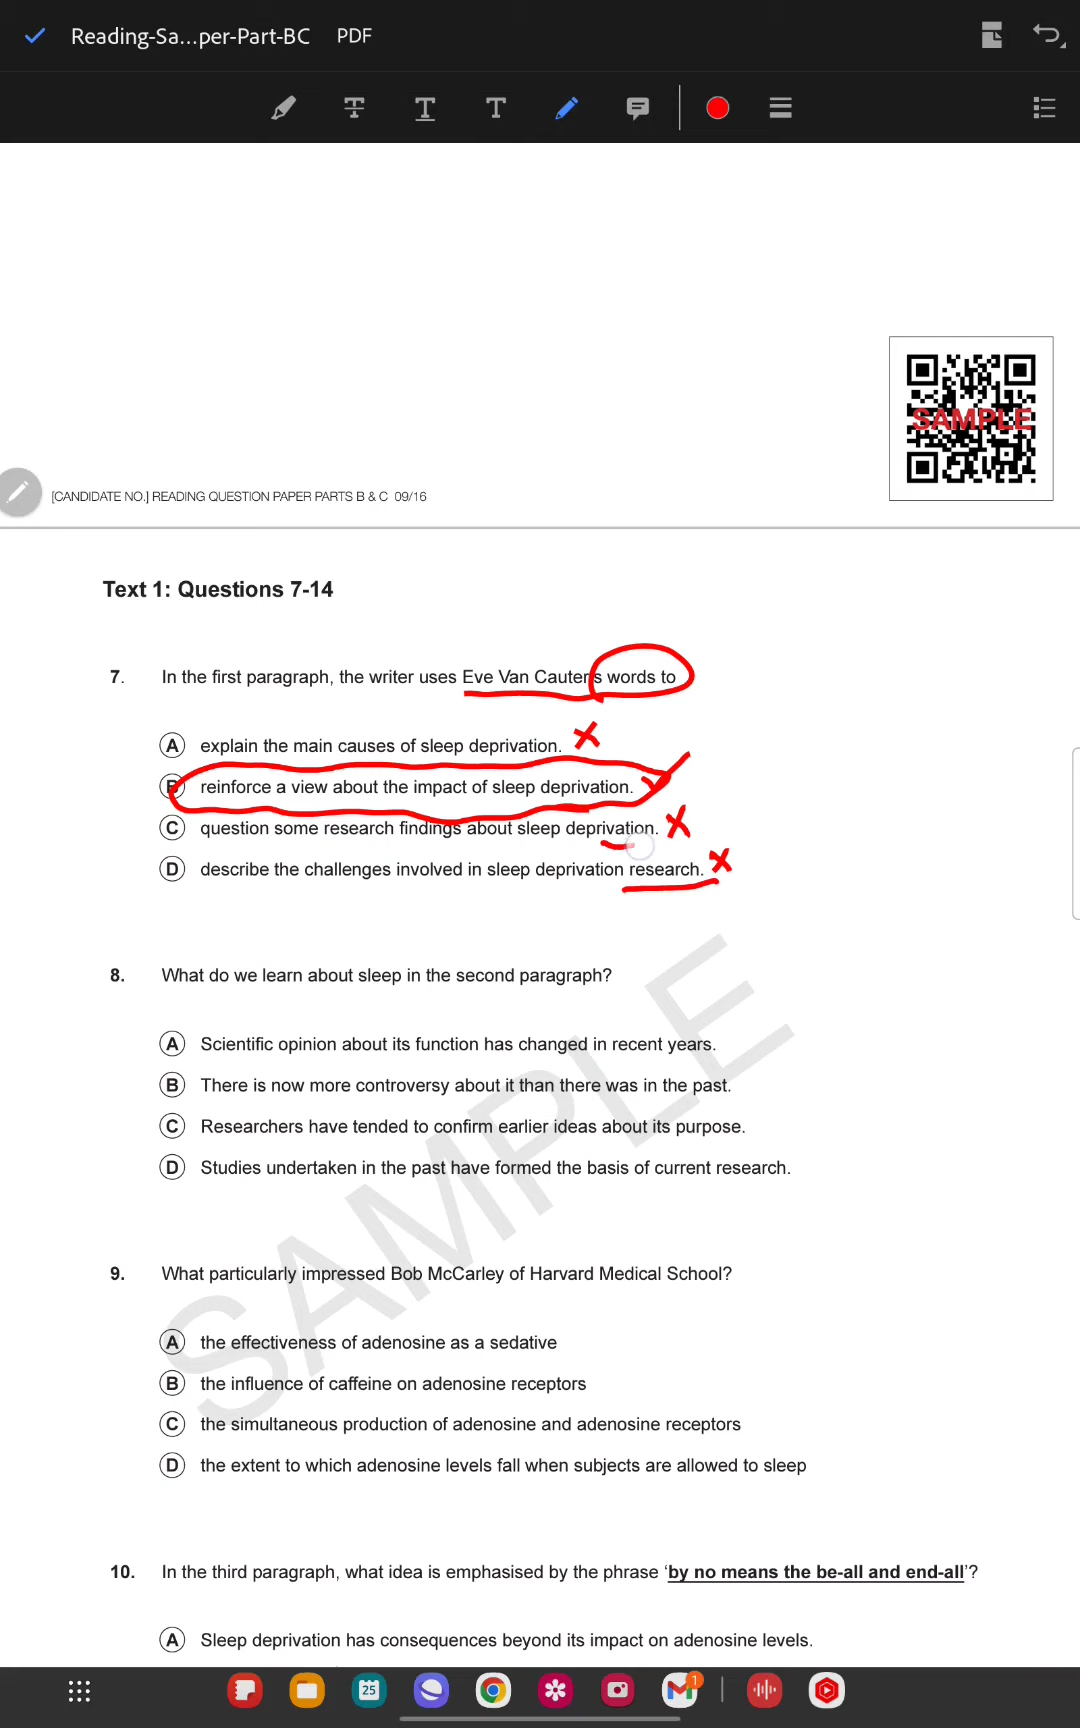 Reading-Sa...per-Part-BC PDF
SAMPLE
[CANDIDATE NO.] READING QUESTION PAPER PARTS B & C 09/16
Text 1: Questions 7-14
7. In the first paragraph, the writer uses Eve Van Cauter's words to
A explain the main causes of sleep deprivation.
B reinforce a view about the impact of sleep deprivation.
C question some research findings about sleep deprivation.
D describe the challenges involved in sleep deprivation research.
8. What do we learn about sleep in the second paragraph?
A Scientific opinion about its function has changed in recent years.
B There is now more controversy about it than there was in the past.
C Researchers have tended to confirm earlier ideas about its purpose.
D Studies undertaken in the past have formed the basis of current research.
SAMPLE
9. What particularly impressed Bob McCarley of Harvard Medical School?
A the effectiveness of adenosine as a sedative
B the influence of caffeine on adenosine receptors
C the simultaneous production of adenosine and adenosine receptors
D the extent to which adenosine levels fall when subjects are allowed to sleep
10. In the third paragraph, what idea is emphasised by the phrase ‘by no means the be-all and end-all’?
A Sleep deprivation has consequences beyond its impact on adenosine levels.
25
1